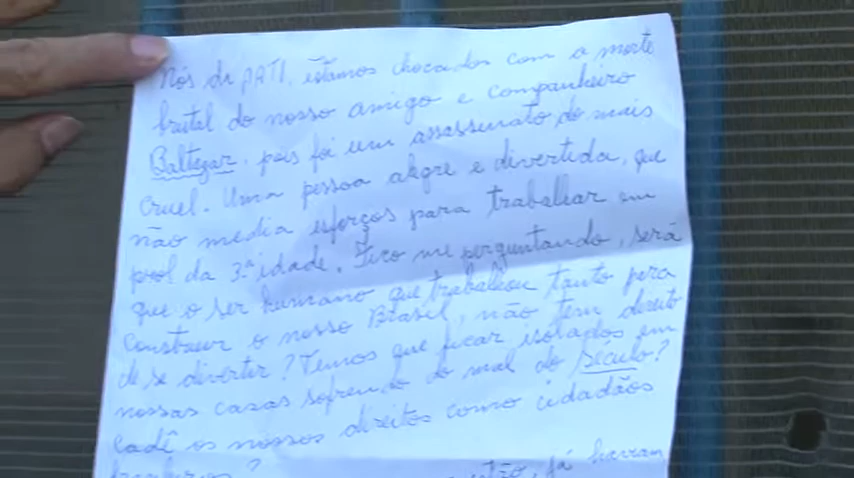 Nós da PATI, estamos chocados com a morte
brutal do nosso amigo e companheiro
Baltezar, pois foi um assassinato do mais
cruel. Uma pessoa alegre e divertida, que
não media esforços para trabalhar em
prol da 3ª idade. Fico me perguntando, será
que o ser humano que trabalhou tanto para
construir o nosso Brasil, não tem direito
de se divertir? Temos que ficar isolados em
nossas casas sofrendo do mal do século?
cadê os nossos direitos como cidadãos
já haviam